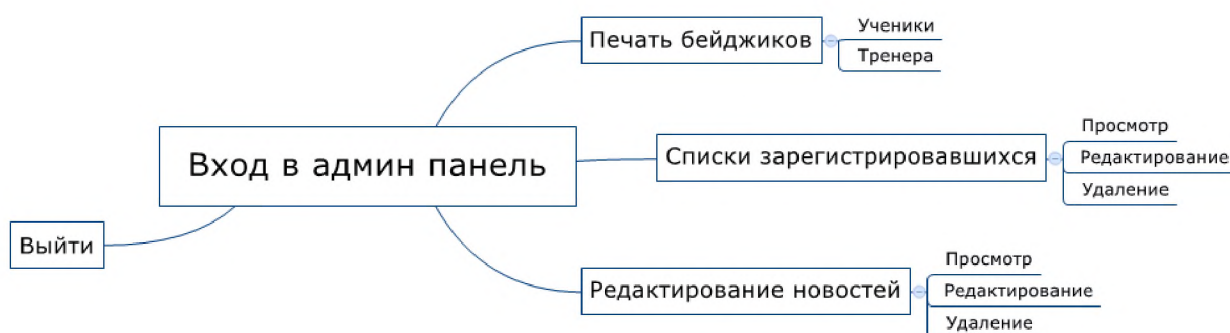 Печать бейджиков
Ученики
Тренера
Вход в админ панель
Списки зарегистрировавшихся
Просмотр
Редактирование
Удаление
Выйти
Редактирование новостей
Просмотр
Редактирование
Удаление